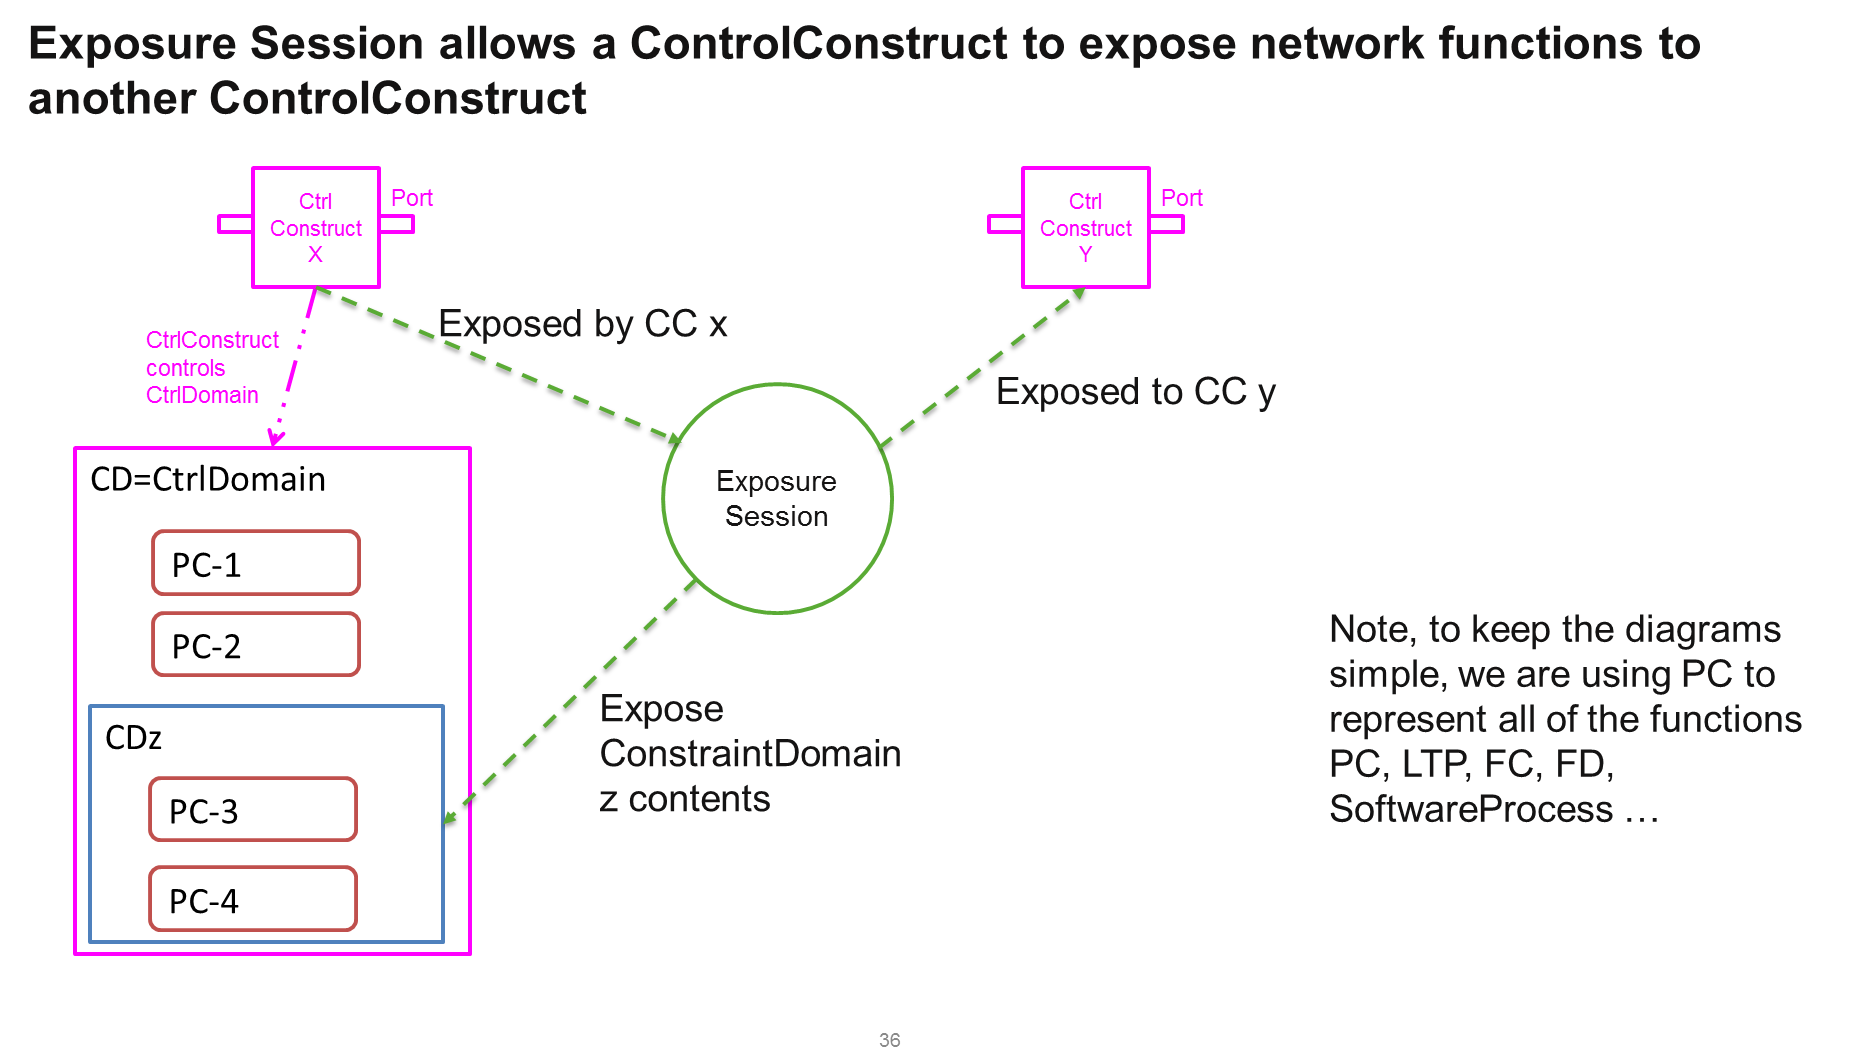 Exposure Session allows a ControlConstruct to expose network functions to
another ControlConstruct
Ctrl
Construct
X
Port
Ctrl
Construct
Y
Port
CtrlConstruct
controls
CtrlDomain
Exposed by CC x
Exposed to CC y
CD=CtrlDomain
PC-1
PC-2
CDz
PC-3
PC-4
Exposure
Session
Expose
ConstraintDomain
z contents
Note, to keep the diagrams
simple, we are using PC to
represent all of the functions
PC, LTP, FC, FD,
SoftwareProcess …
36